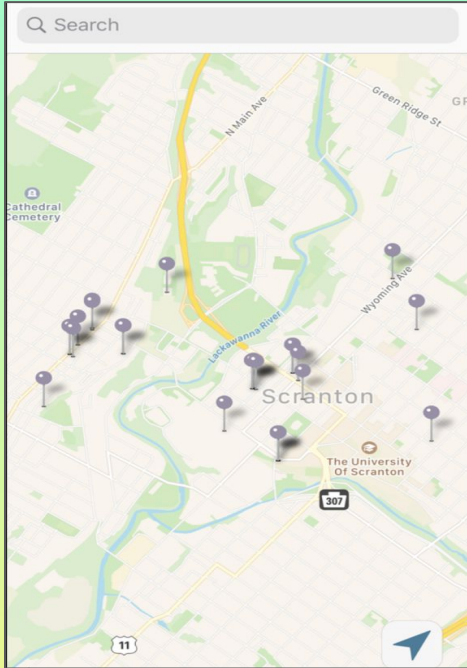 Search
N Main Ave
Green Ridge St
Cathedral
Cemetery
Wyoming Ave
Lackawanna River
Scranton
The University
Of Scranton
307
11